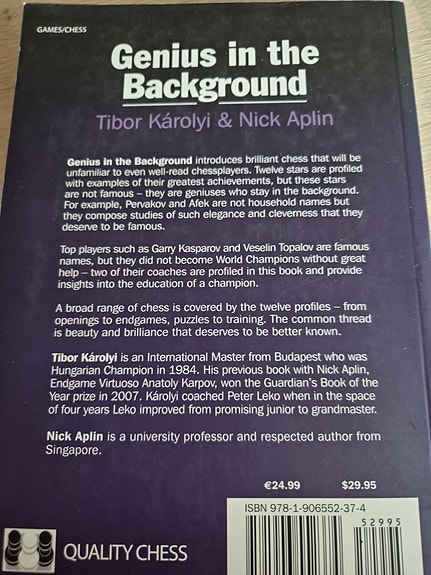 GAMES/CHESS
Genius in the
Background
Tibor Károlyi & Nick Aplin
Genius in the Background introduces brilliant chess that will be
unfamiliar to even well-read chessplayers. Twelve stars are profiled
with examples of their greatest achievements, but these stars
are not famous – they are geniuses who stay in the background.
For example, Pervakov and Afek are not household names but
they compose studies of such elegance and cleverness that they
deserve to be famous.
Top players such as Garry Kasparov and Veselin Topalov are famous
names, but they did not become World Champions without great
help – two of their coaches are profiled in this book and provide
insights into the education of a champion.
A broad range of chess is covered by the twelve profiles – from
openings to endgames, puzzles to training. The common thread
is beauty and brilliance that deserves to be better known.
Tibor Károlyi is an International Master from Budapest who was
Hungarian Champion in 1984. His previous book with Nick Aplin,
Endgame Virtuoso Anatoly Karpov, won the Guardian's Book of the
Year prize in 2007. Károlyi coached Peter Leko when in the space
of four years Leko improved from promising junior to grandmaster.
Nick Aplin is a university professor and respected author from
Singapore.
€24.99 $29.95
ISBN 978-1-906552-37-4
52995
QUALITY CHESS